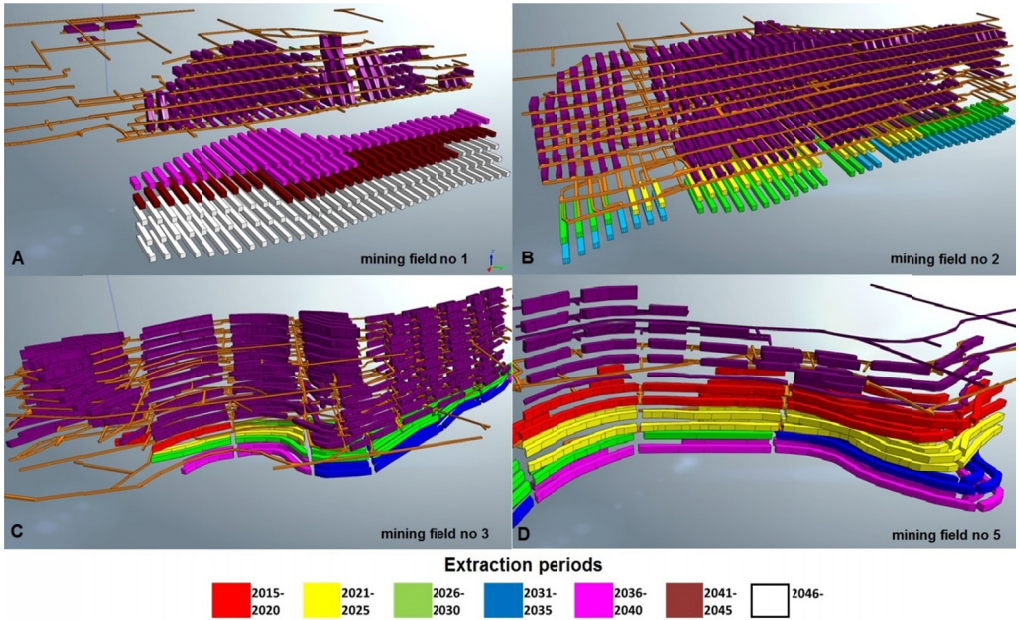 A
mining field no 1
B
mining field no 2
C
mining field no 3
D
mining field no 5
Extraction periods
2015-
2020
2021-
2025
2026-
2030
2031-
2035
2036-
2040
2041-
2045
2046-